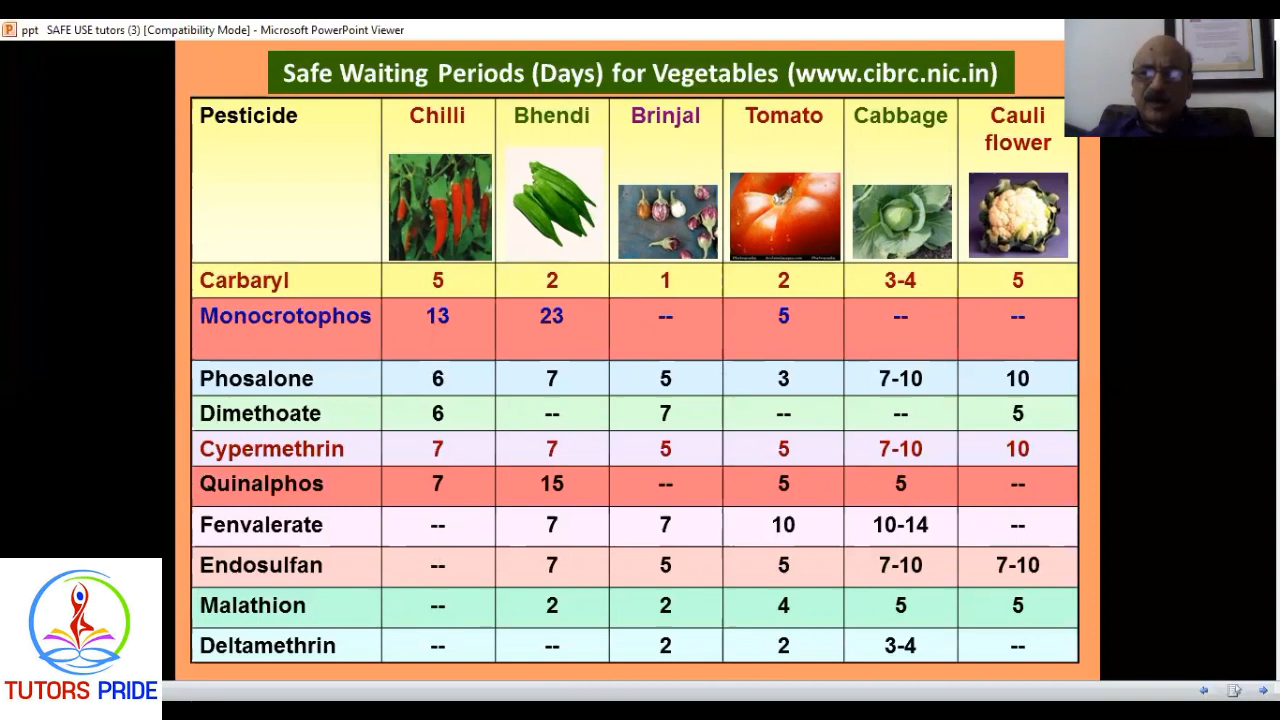 ppt SAFE USE tutors (3) [Compatibility Mode] - Microsoft PowerPoint Viewer
Safe Waiting Periods (Days) for Vegetables (www.cibrc.nic.in)
Pesticide Chilli Bhendi Brinjal Tomato Cabbage Cauli
flower
Carbaryl 5 2 1 2 3-4 5
Monocrotophos 13 23 -- 5 -- --
Phosalone 6 7 5 3 7-10 10
Dimethoate 6 -- 7 -- -- 5
Cypermethrin 7 7 5 5 7-10 10
Quinalphos 7 15 -- 5 5 --
Fenvalerate -- 7 7 10 10-14 --
Endosulfan -- 7 5 5 7-10 7-10
Malathion -- 2 2 4 5 5
Deltamethrin -- -- 2 2 3-4 --
TUTORS PRIDE